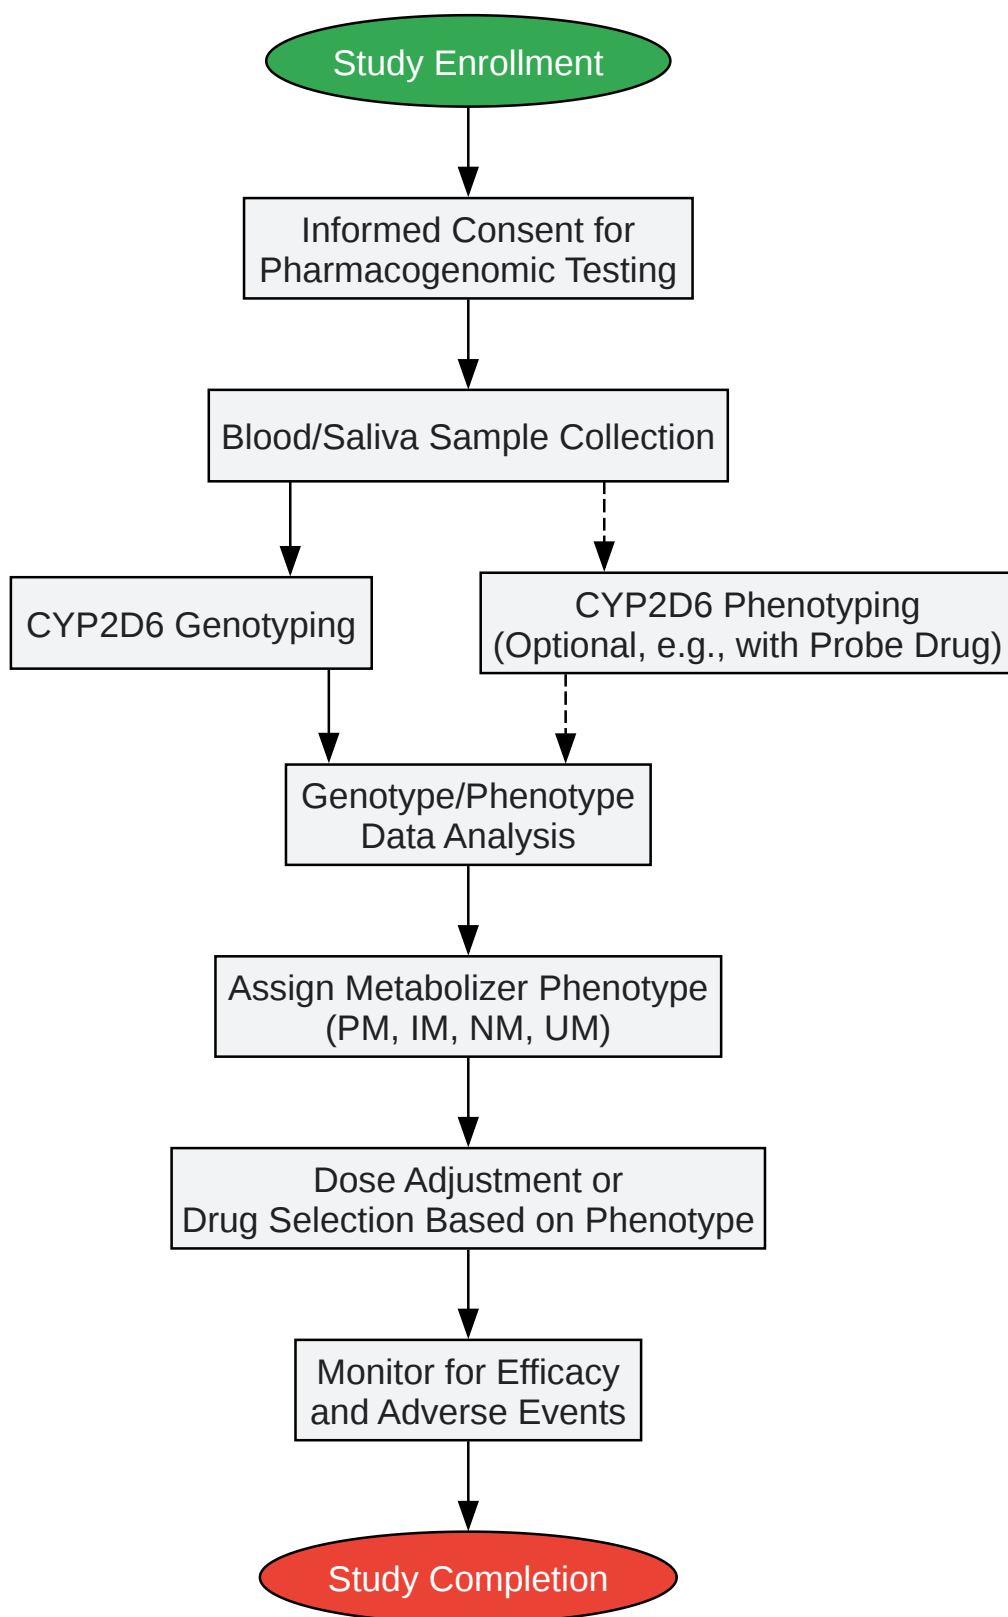 Study Enrollment
Informed Consent for
Pharmacogenomic Testing
Blood/Saliva Sample Collection
CYP2D6 Genotyping
CYP2D6 Phenotyping
(Optional, e.g., with Probe Drug)
Genotype/Phenotype
Data Analysis
Assign Metabolizer Phenotype
(PM, IM, NM, UM)
Dose Adjustment or
Drug Selection Based on Phenotype
Monitor for Efficacy
and Adverse Events
Study Completion